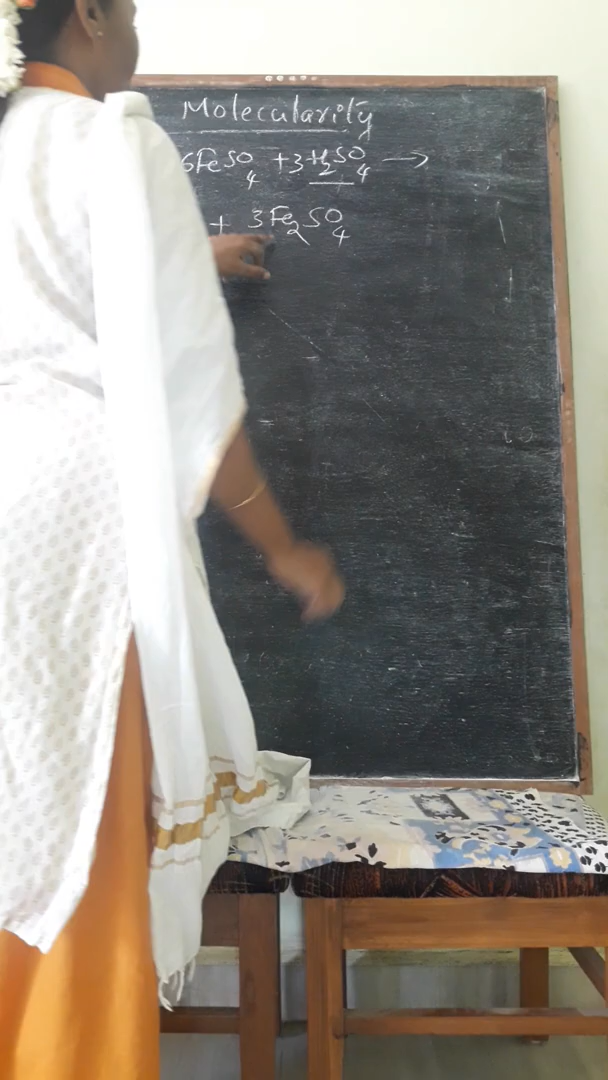 Molecularity
6FeSO4 + 3H2SO4 →
+ 3Fe2SO4